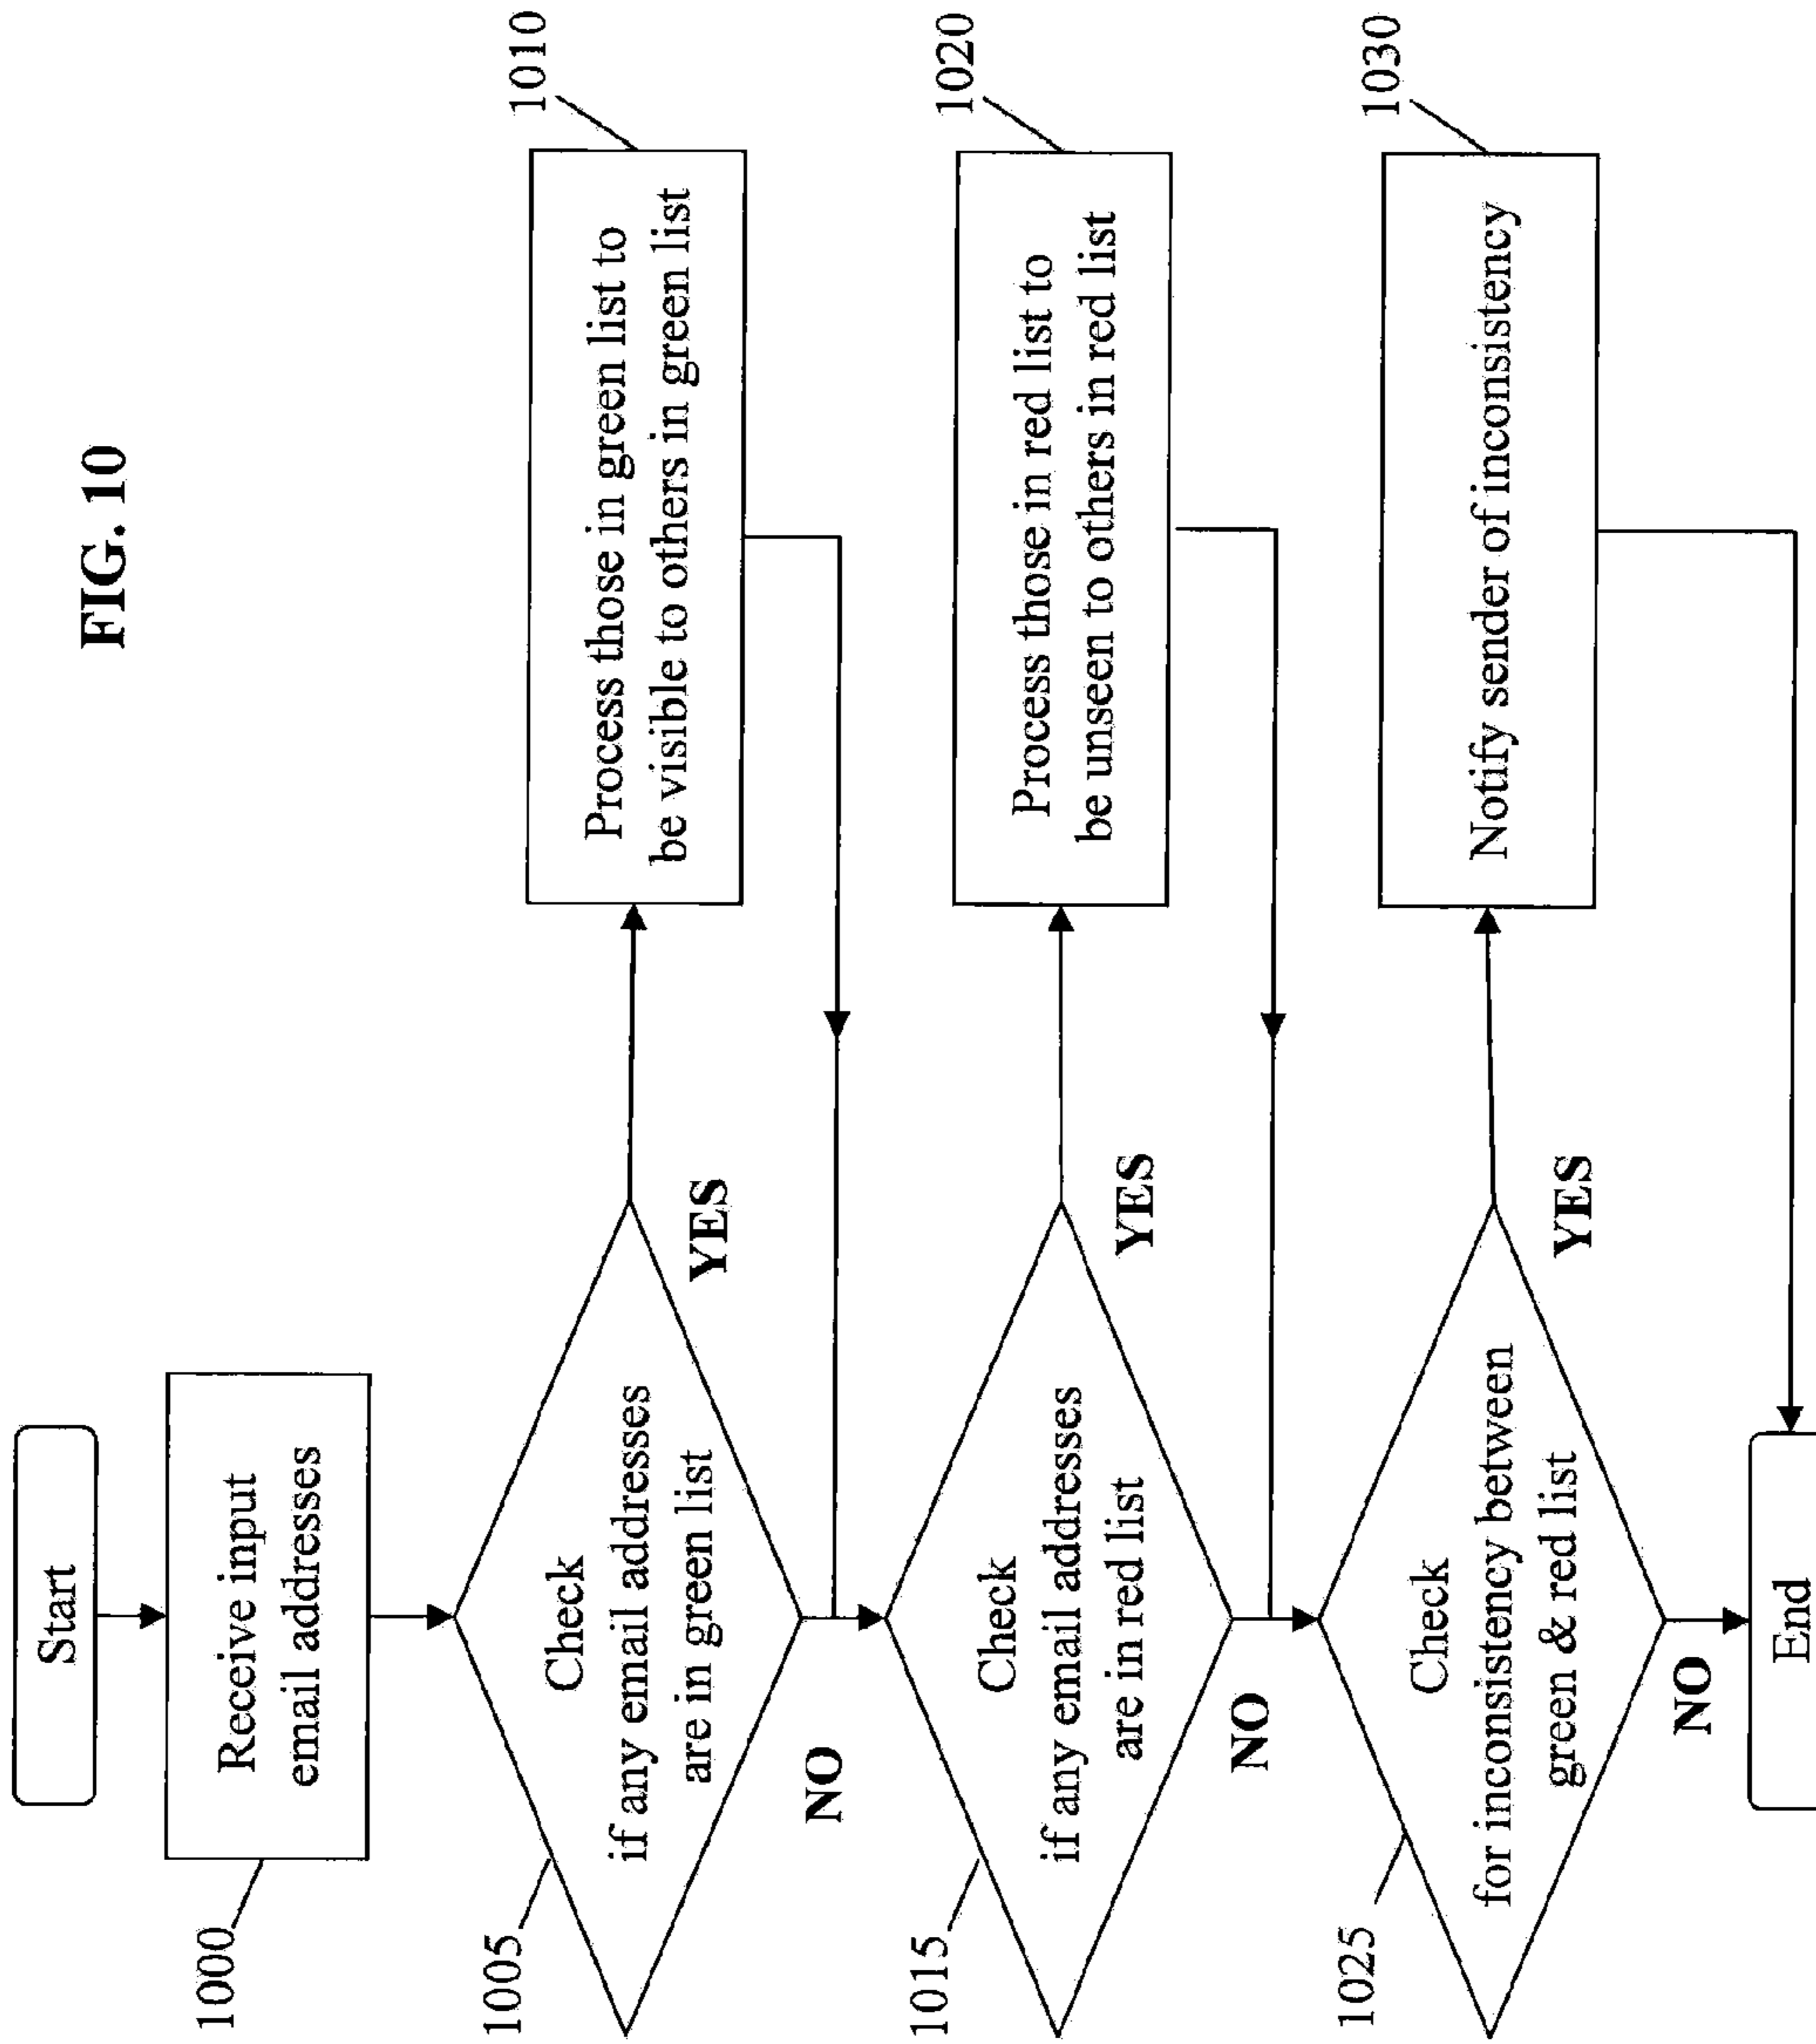 FIG. 10
Start
1000
Receive input
email addresses
1005
Check
if any email addresses
are in green list
YES
NO
1010
Process those in green list to
be visible to others in green list
1015
Check
if any email addresses
are in red list
YES
NO
1020
Process those in red list to
be unseen to others in red list
1025
Check
for inconsistency between
green & red list
YES
NO
1030
Notify sender of inconsistency
End